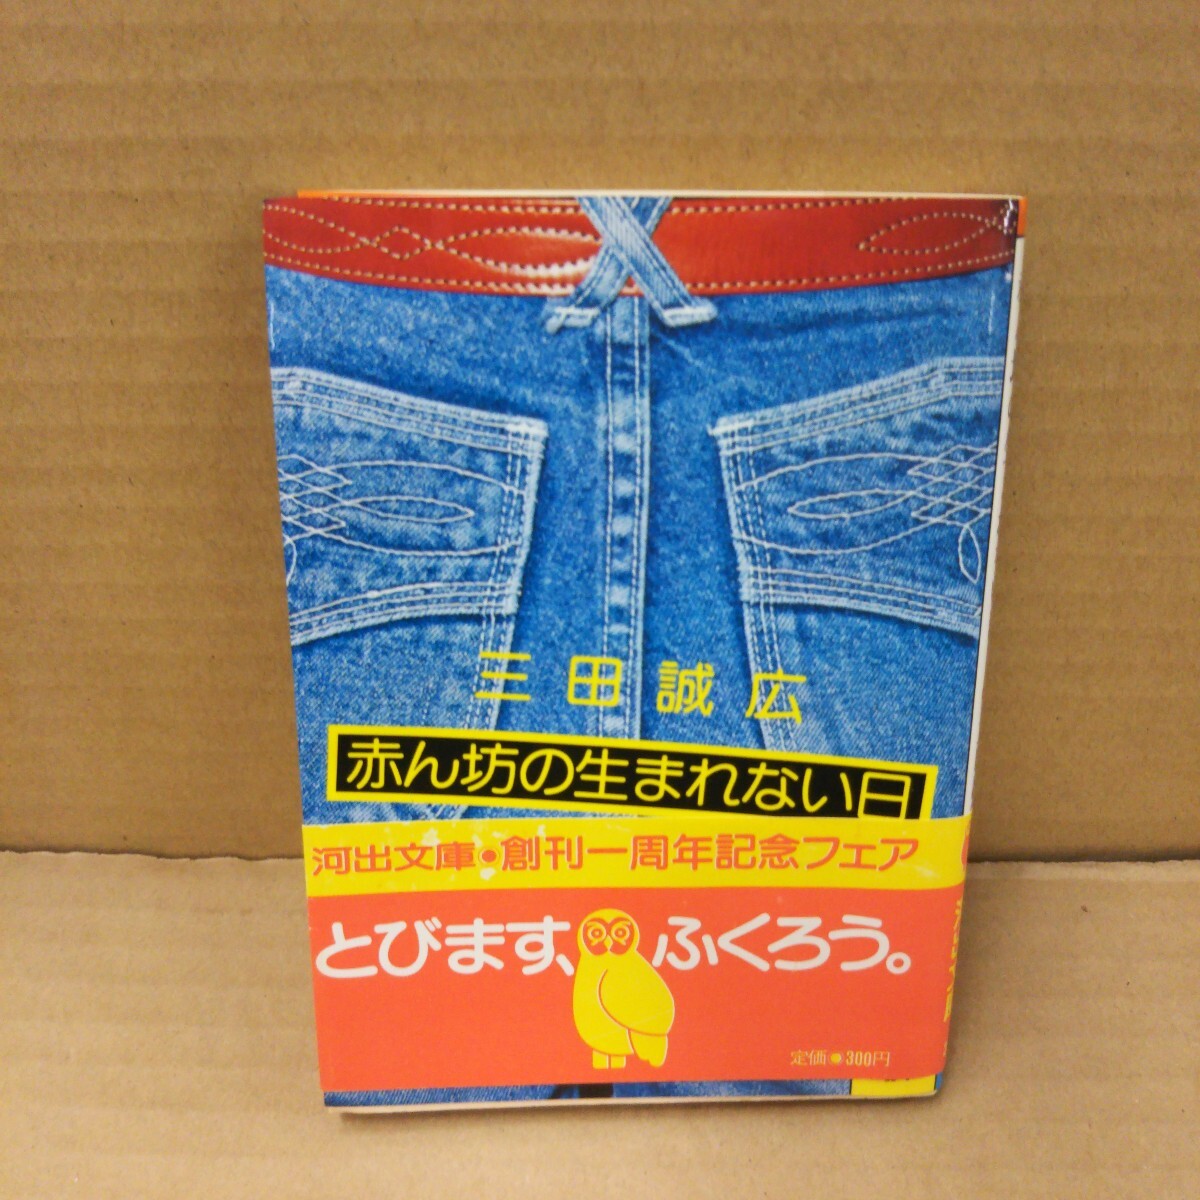 三田誠広
赤ん坊の生まれない日
河出文庫●創刊一周年記念フェア
とびます、ふくろう。
定価●300円